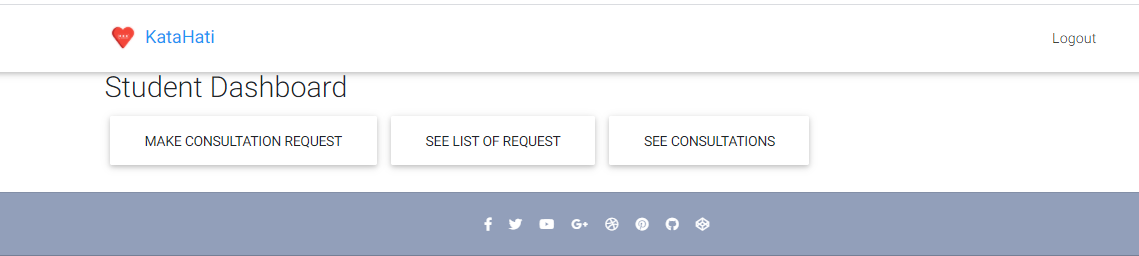 KataHati
Logout
Student Dashboard
MAKE CONSULTATION REQUEST
SEE LIST OF REQUEST
SEE CONSULTATIONS